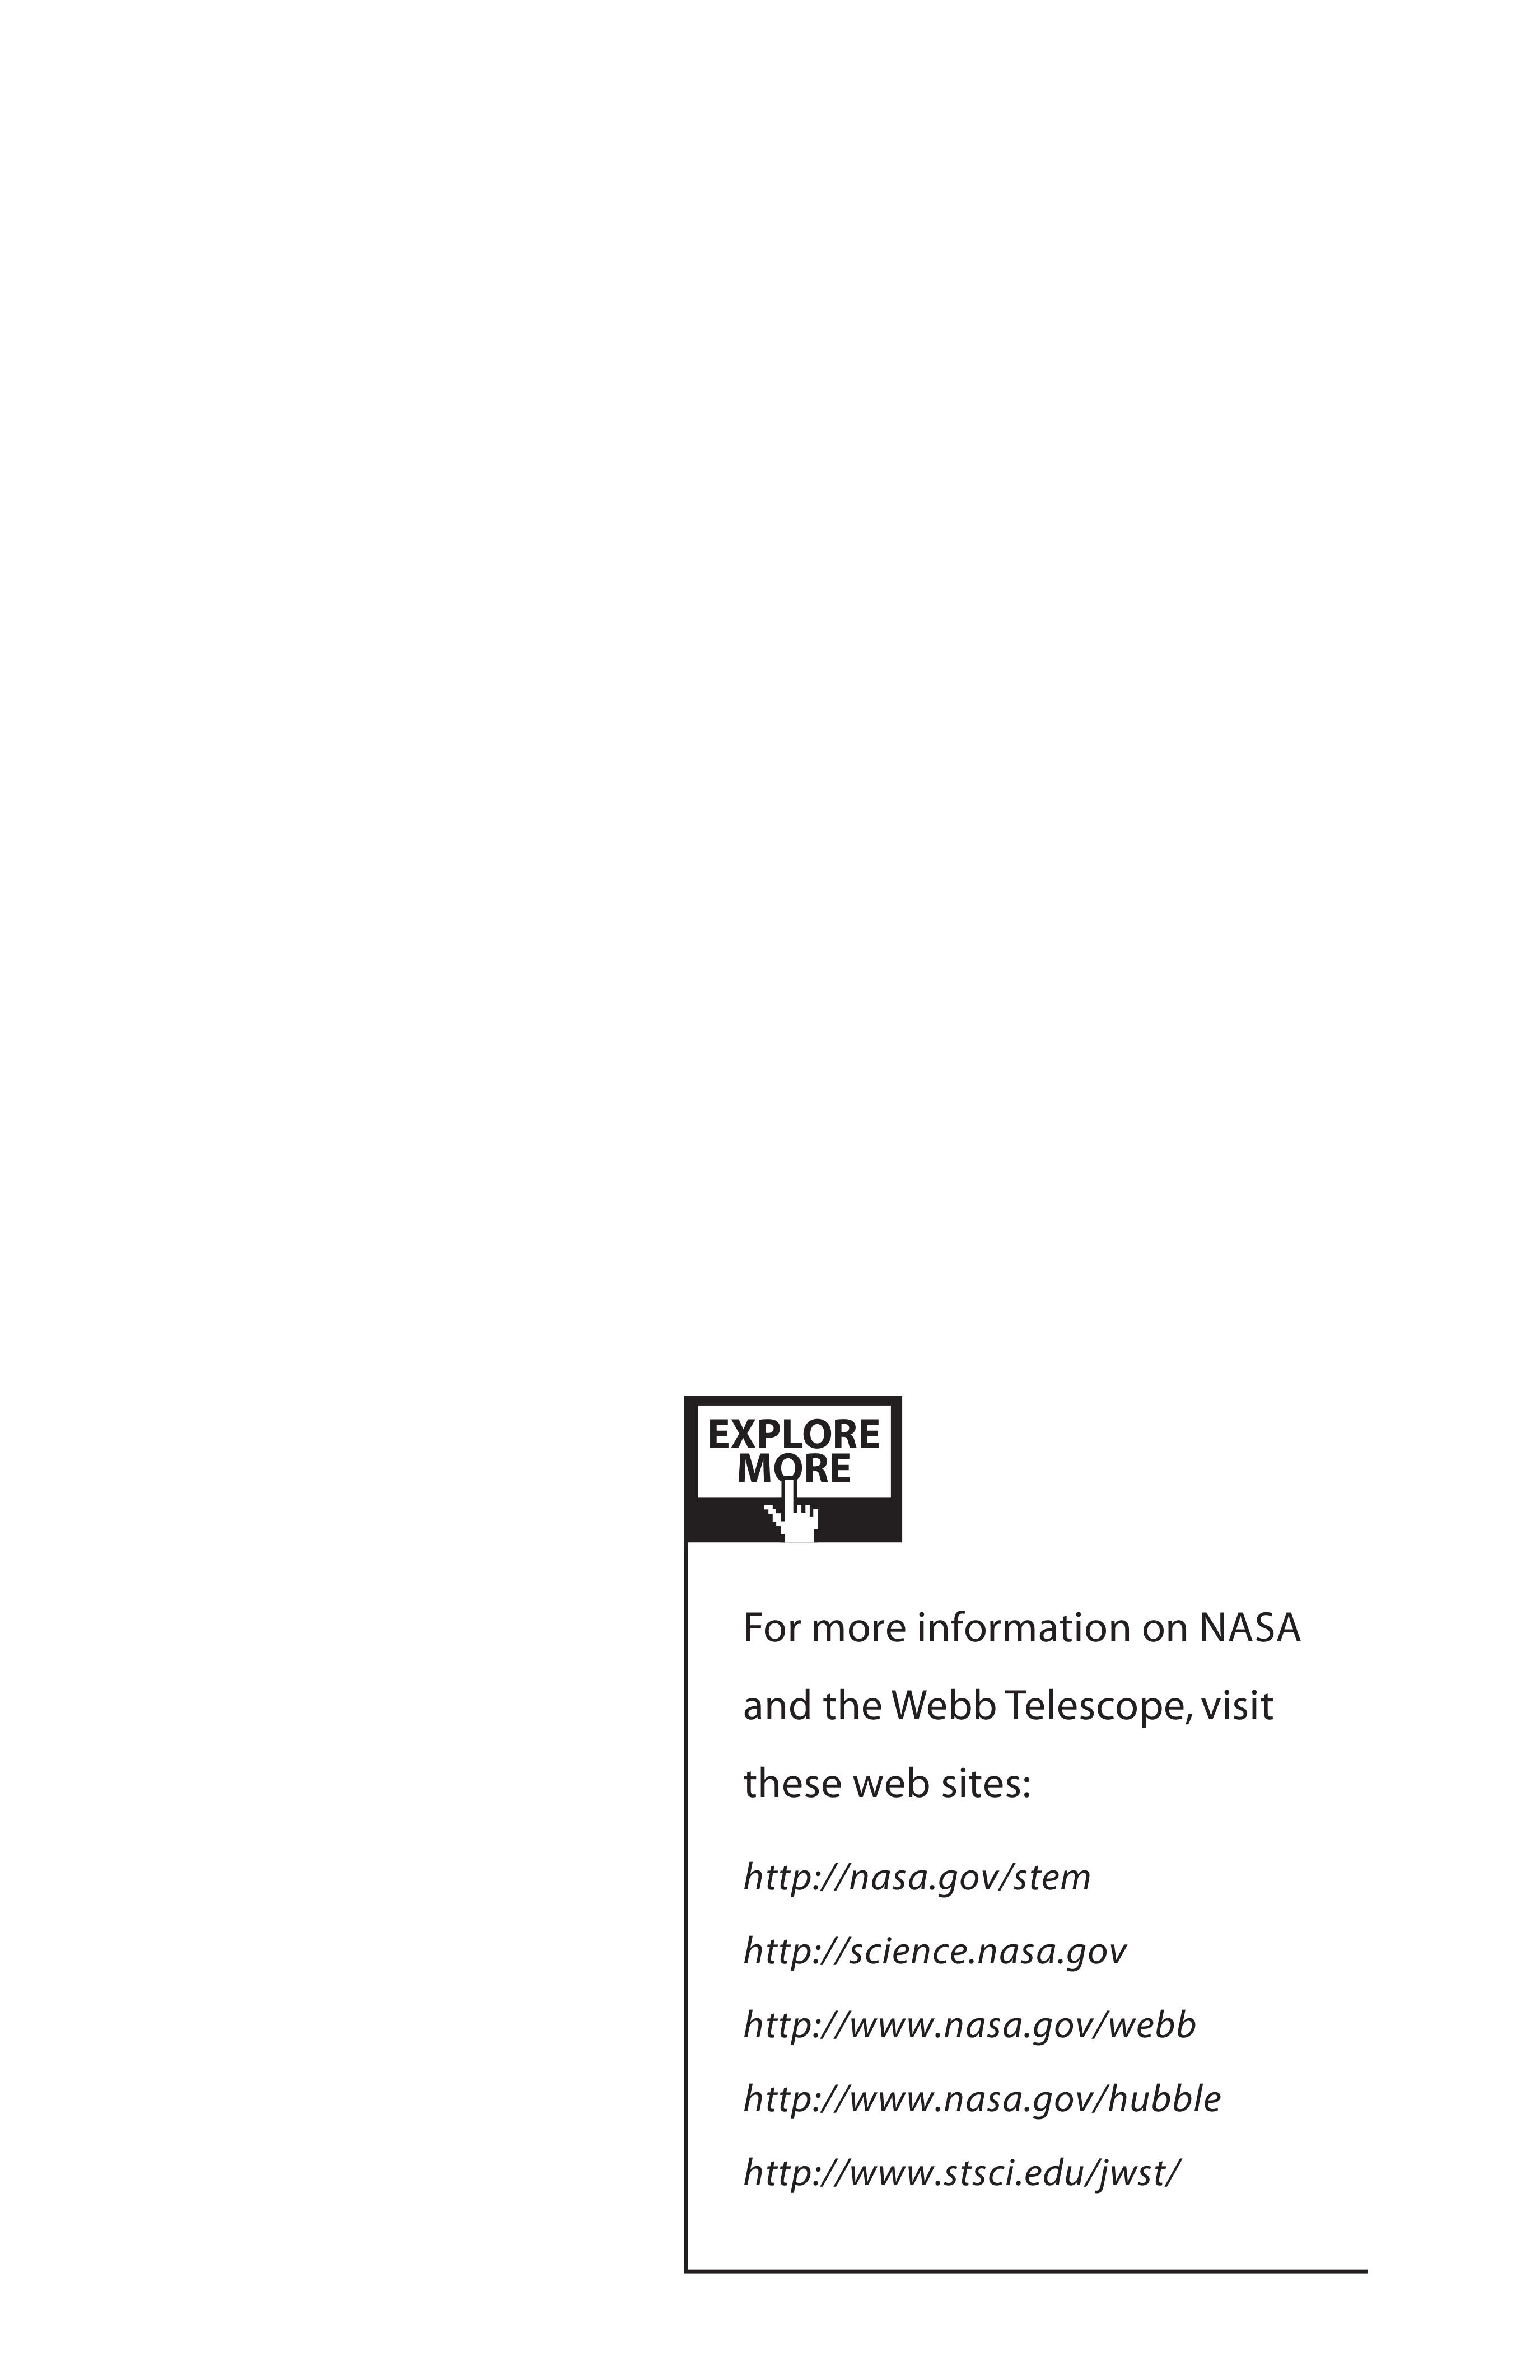 EXPLORE
MORE
For more information on NASA
and the Webb Telescope, visit
these web sites:
http://nasa.gov/stem
http://science.nasa.gov
http://www.nasa.gov/webb
http://www.nasa.gov/hubble
http://www.stsci.edu/jwst/